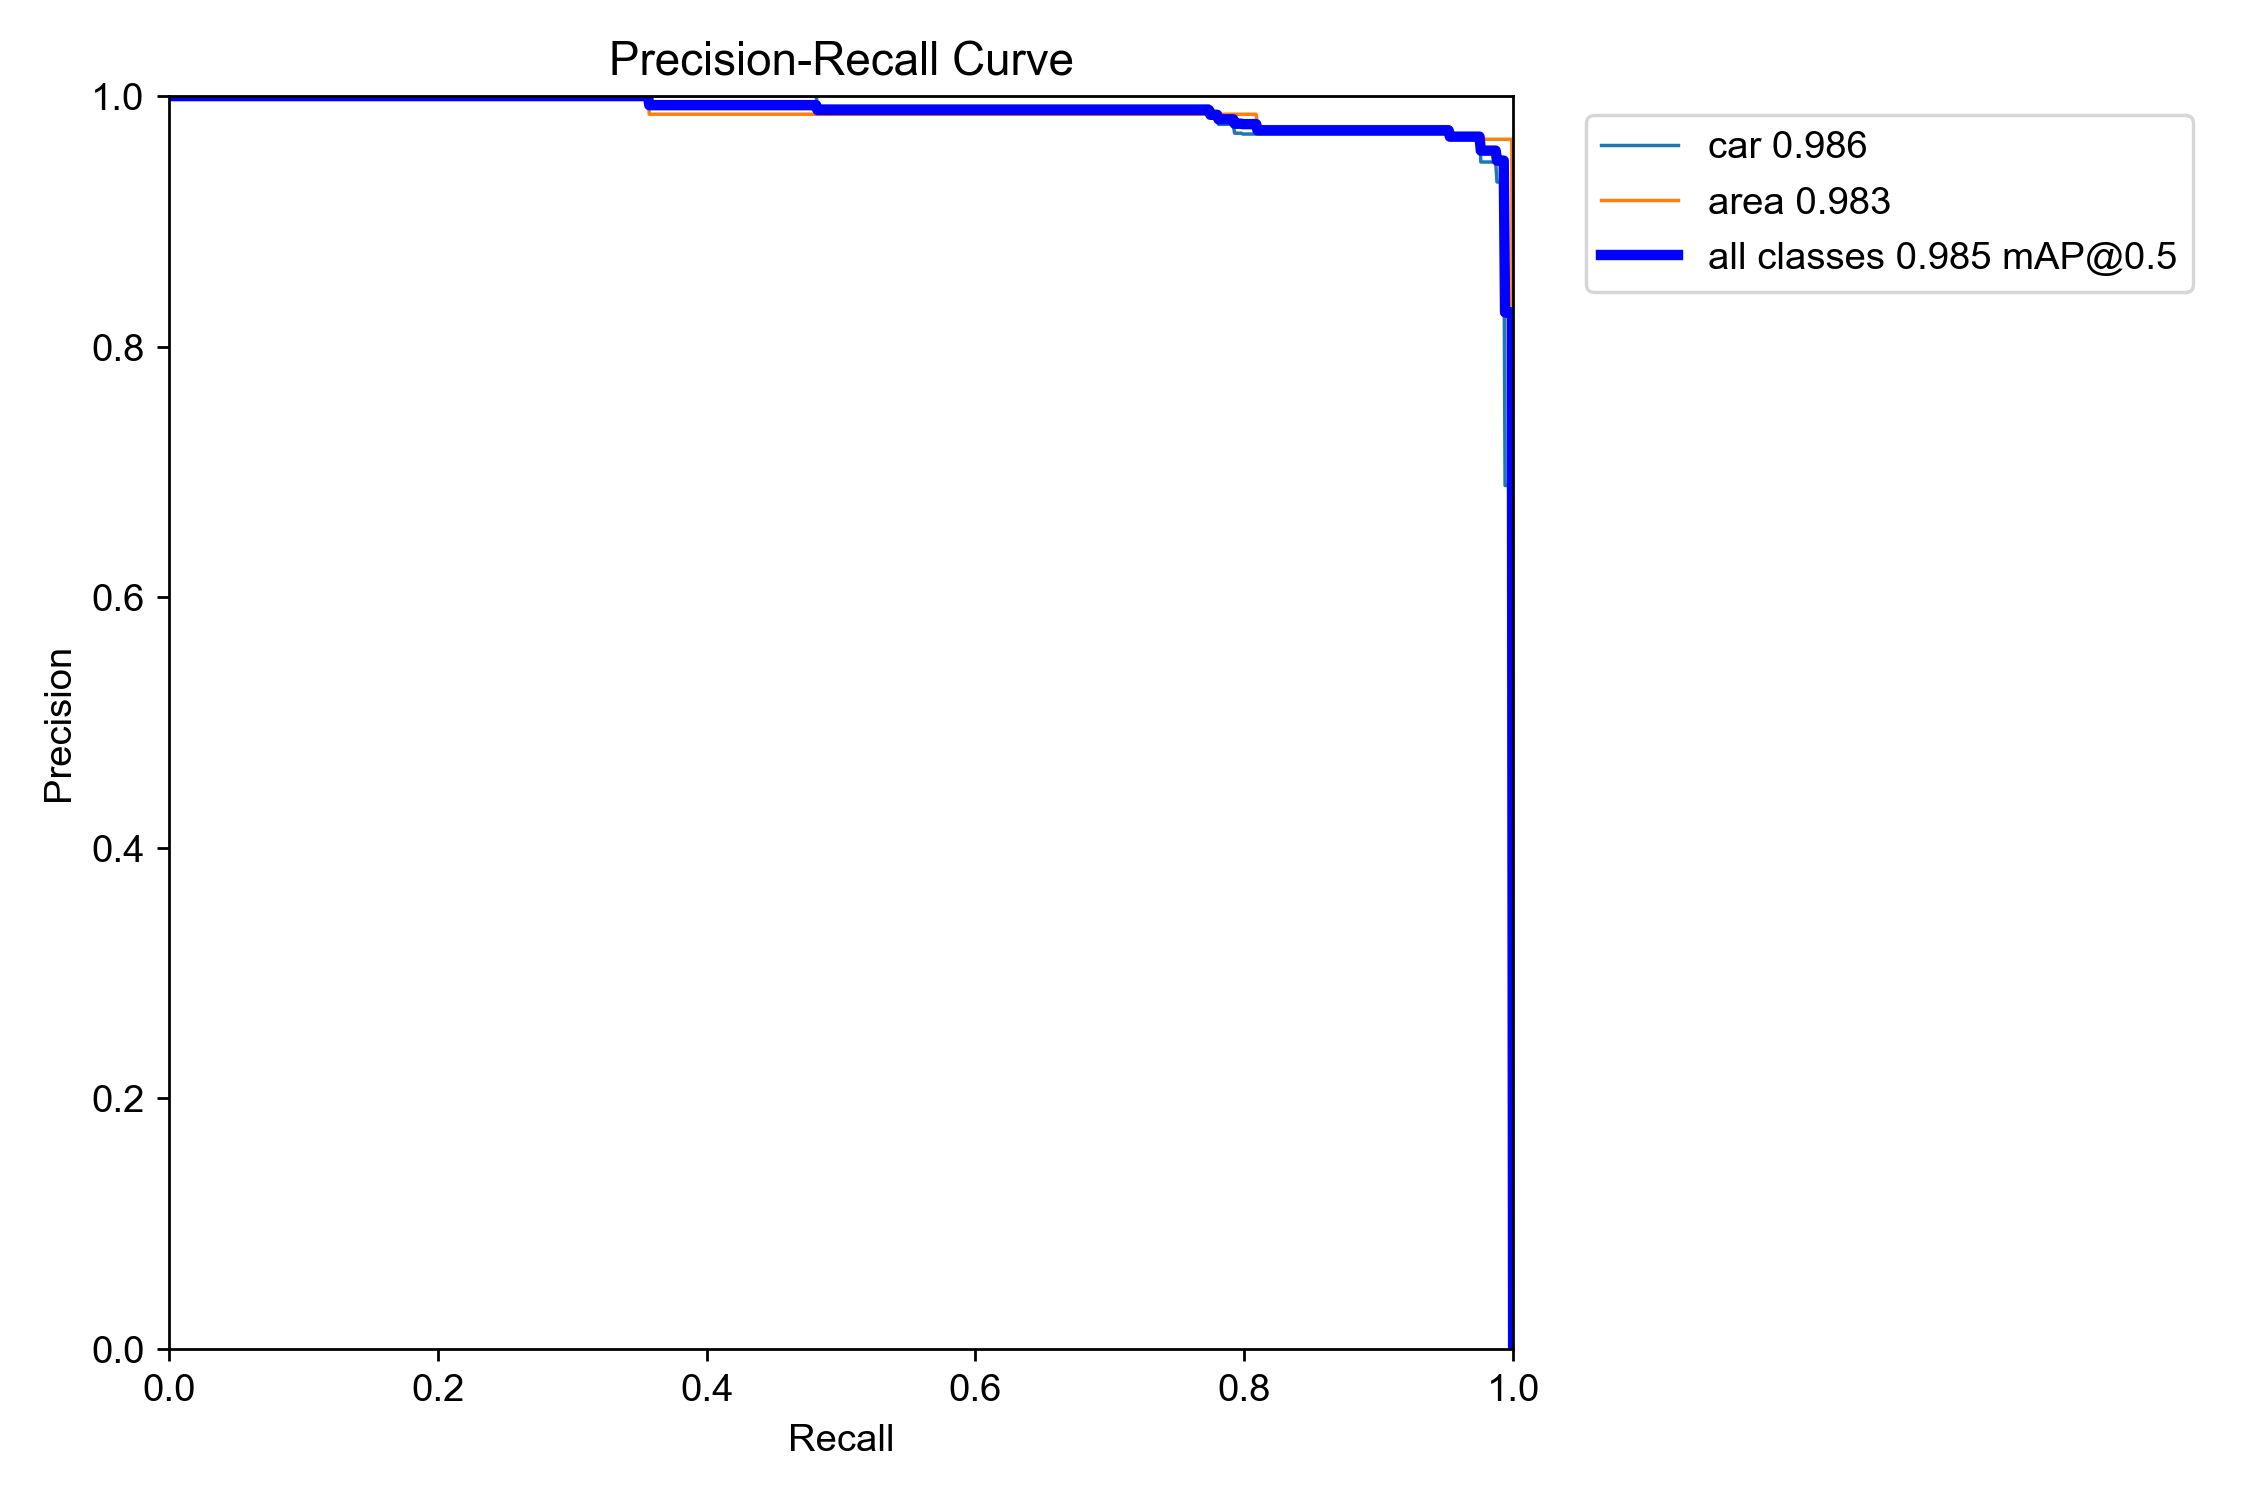 Precision-Recall Curve
1.0
0.8
0.6
0.4
0.2
0.0
Precision
0.0 0.2 0.4 0.6 0.8 1.0
Recall
car 0.986
area 0.983
all classes 0.985 mAP@0.5